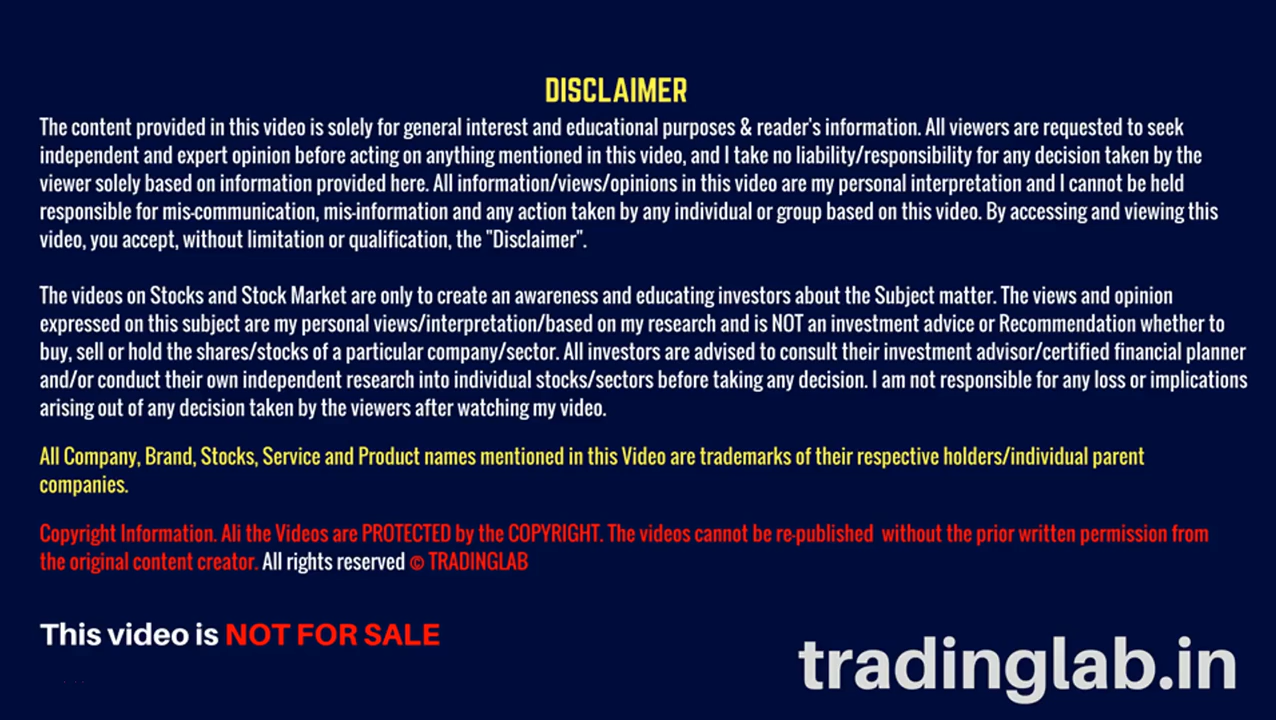 DISCLAIMER
The content provided in this video is solely for general interest and educational purposes & reader's information. All viewers are requested to seek
independent and expert opinion before acting on anything mentioned in this video, and I take no liability/responsibility for any decision taken by the
viewer solely based on information provided here. All information/views/opinions in this video are my personal interpretation and I cannot be held
responsible for mis-communication, mis-information and any action taken by any individual or group based on this video. By accessing and viewing this
video, you accept, without limitation or qualification, the "Disclaimer".
The videos on Stocks and Stock Market are only to create an awareness and educating investors about the Subject matter. The views and opinion
expressed on this subject are my personal views/interpretation/based on my research and is NOT an investment advice or Recommendation whether to
buy, sell or hold the shares/stocks of a particular company/sector. All investors are advised to consult their investment advisor/certified financial planner
and/or conduct their own independent research into individual stocks/sectors before taking any decision. I am not responsible for any loss or implications
arising out of any decision taken by the viewers after watching my video.
All Company, Brand, Stocks, Service and Product names mentioned in this Video are trademarks of their respective holders/individual parent
companies.
Copyright Information. Ali the Videos are PROTECTED by the COPYRIGHT. The videos cannot be re-published without the prior written permission from
the original content creator. All rights reserved © TRADINGLAB
This video is NOT FOR SALE
tradinglab.in